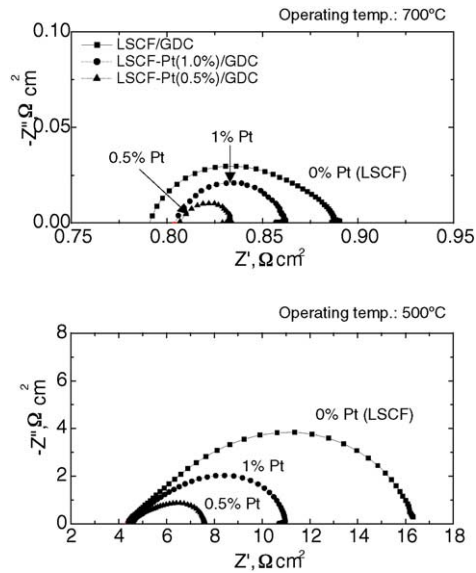 Operating temp.: 700ºC
0.10
LSCF/GDC
LSCF-Pt(1.0%)/GDC
LSCF-Pt(0.5%)/GDC
-Z'', Ω cm²
0.05
1% Pt
0.5% Pt
0% Pt (LSCF)
0.00
0.75 0.80 0.85 0.90 0.95
Z', Ω cm²
Operating temp.: 500ºC
8
6
-Z'', Ω cm²
4
0% Pt (LSCF)
2
1% Pt
0.5% Pt
0
2 4 6 8 10 12 14 16 18
Z', Ω cm²